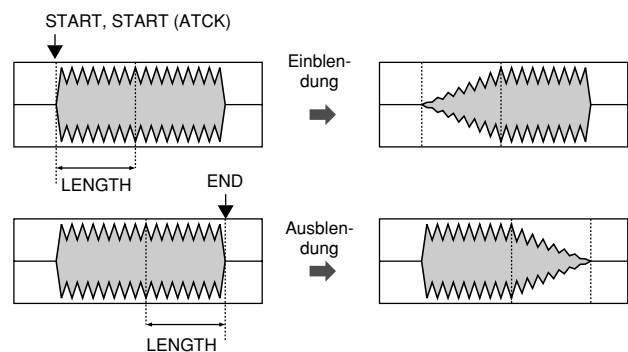 START, START (ATCK)
Einblen-
dung
LENGTH
END
Ausblen-
dung
LENGTH